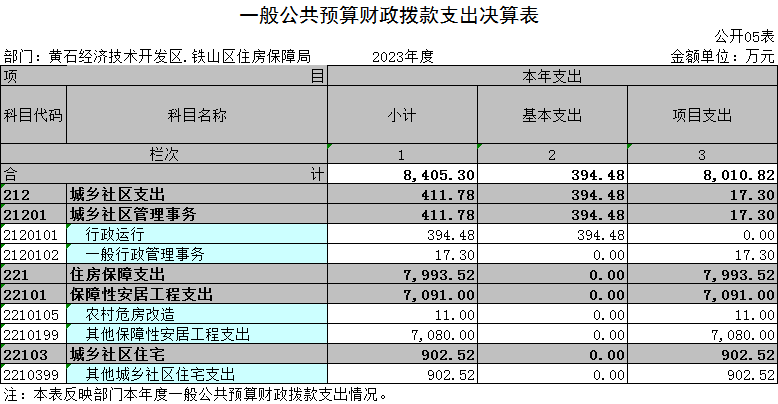 一般公共预算财政拨款支出决算表
公开05表
部门：黄石经济技术开发区.铁山区住房保障局 2023年度 金额单位：万元
项 目 本年支出
科目代码 科目名称 小计 基本支出 项目支出
栏次 1 2 3
合 计 8,405.30 394.48 8,010.82
212 城乡社区支出 411.78 394.48 17.30
21201 城乡社区管理事务 411.78 394.48 17.30
2120101 行政运行 394.48 394.48 0.00
2120102 一般行政管理事务 17.30 0.00 17.30
221 住房保障支出 7,993.52 0.00 7,993.52
22101 保障性安居工程支出 7,091.00 0.00 7,091.00
2210105 农村危房改造 11.00 0.00 11.00
2210199 其他保障性安居工程支出 7,080.00 0.00 7,080.00
22103 城乡社区住宅 902.52 0.00 902.52
2210399 其他城乡社区住宅支出 902.52 0.00 902.52
注：本表反映部门本年度一般公共预算财政拨款支出情况。